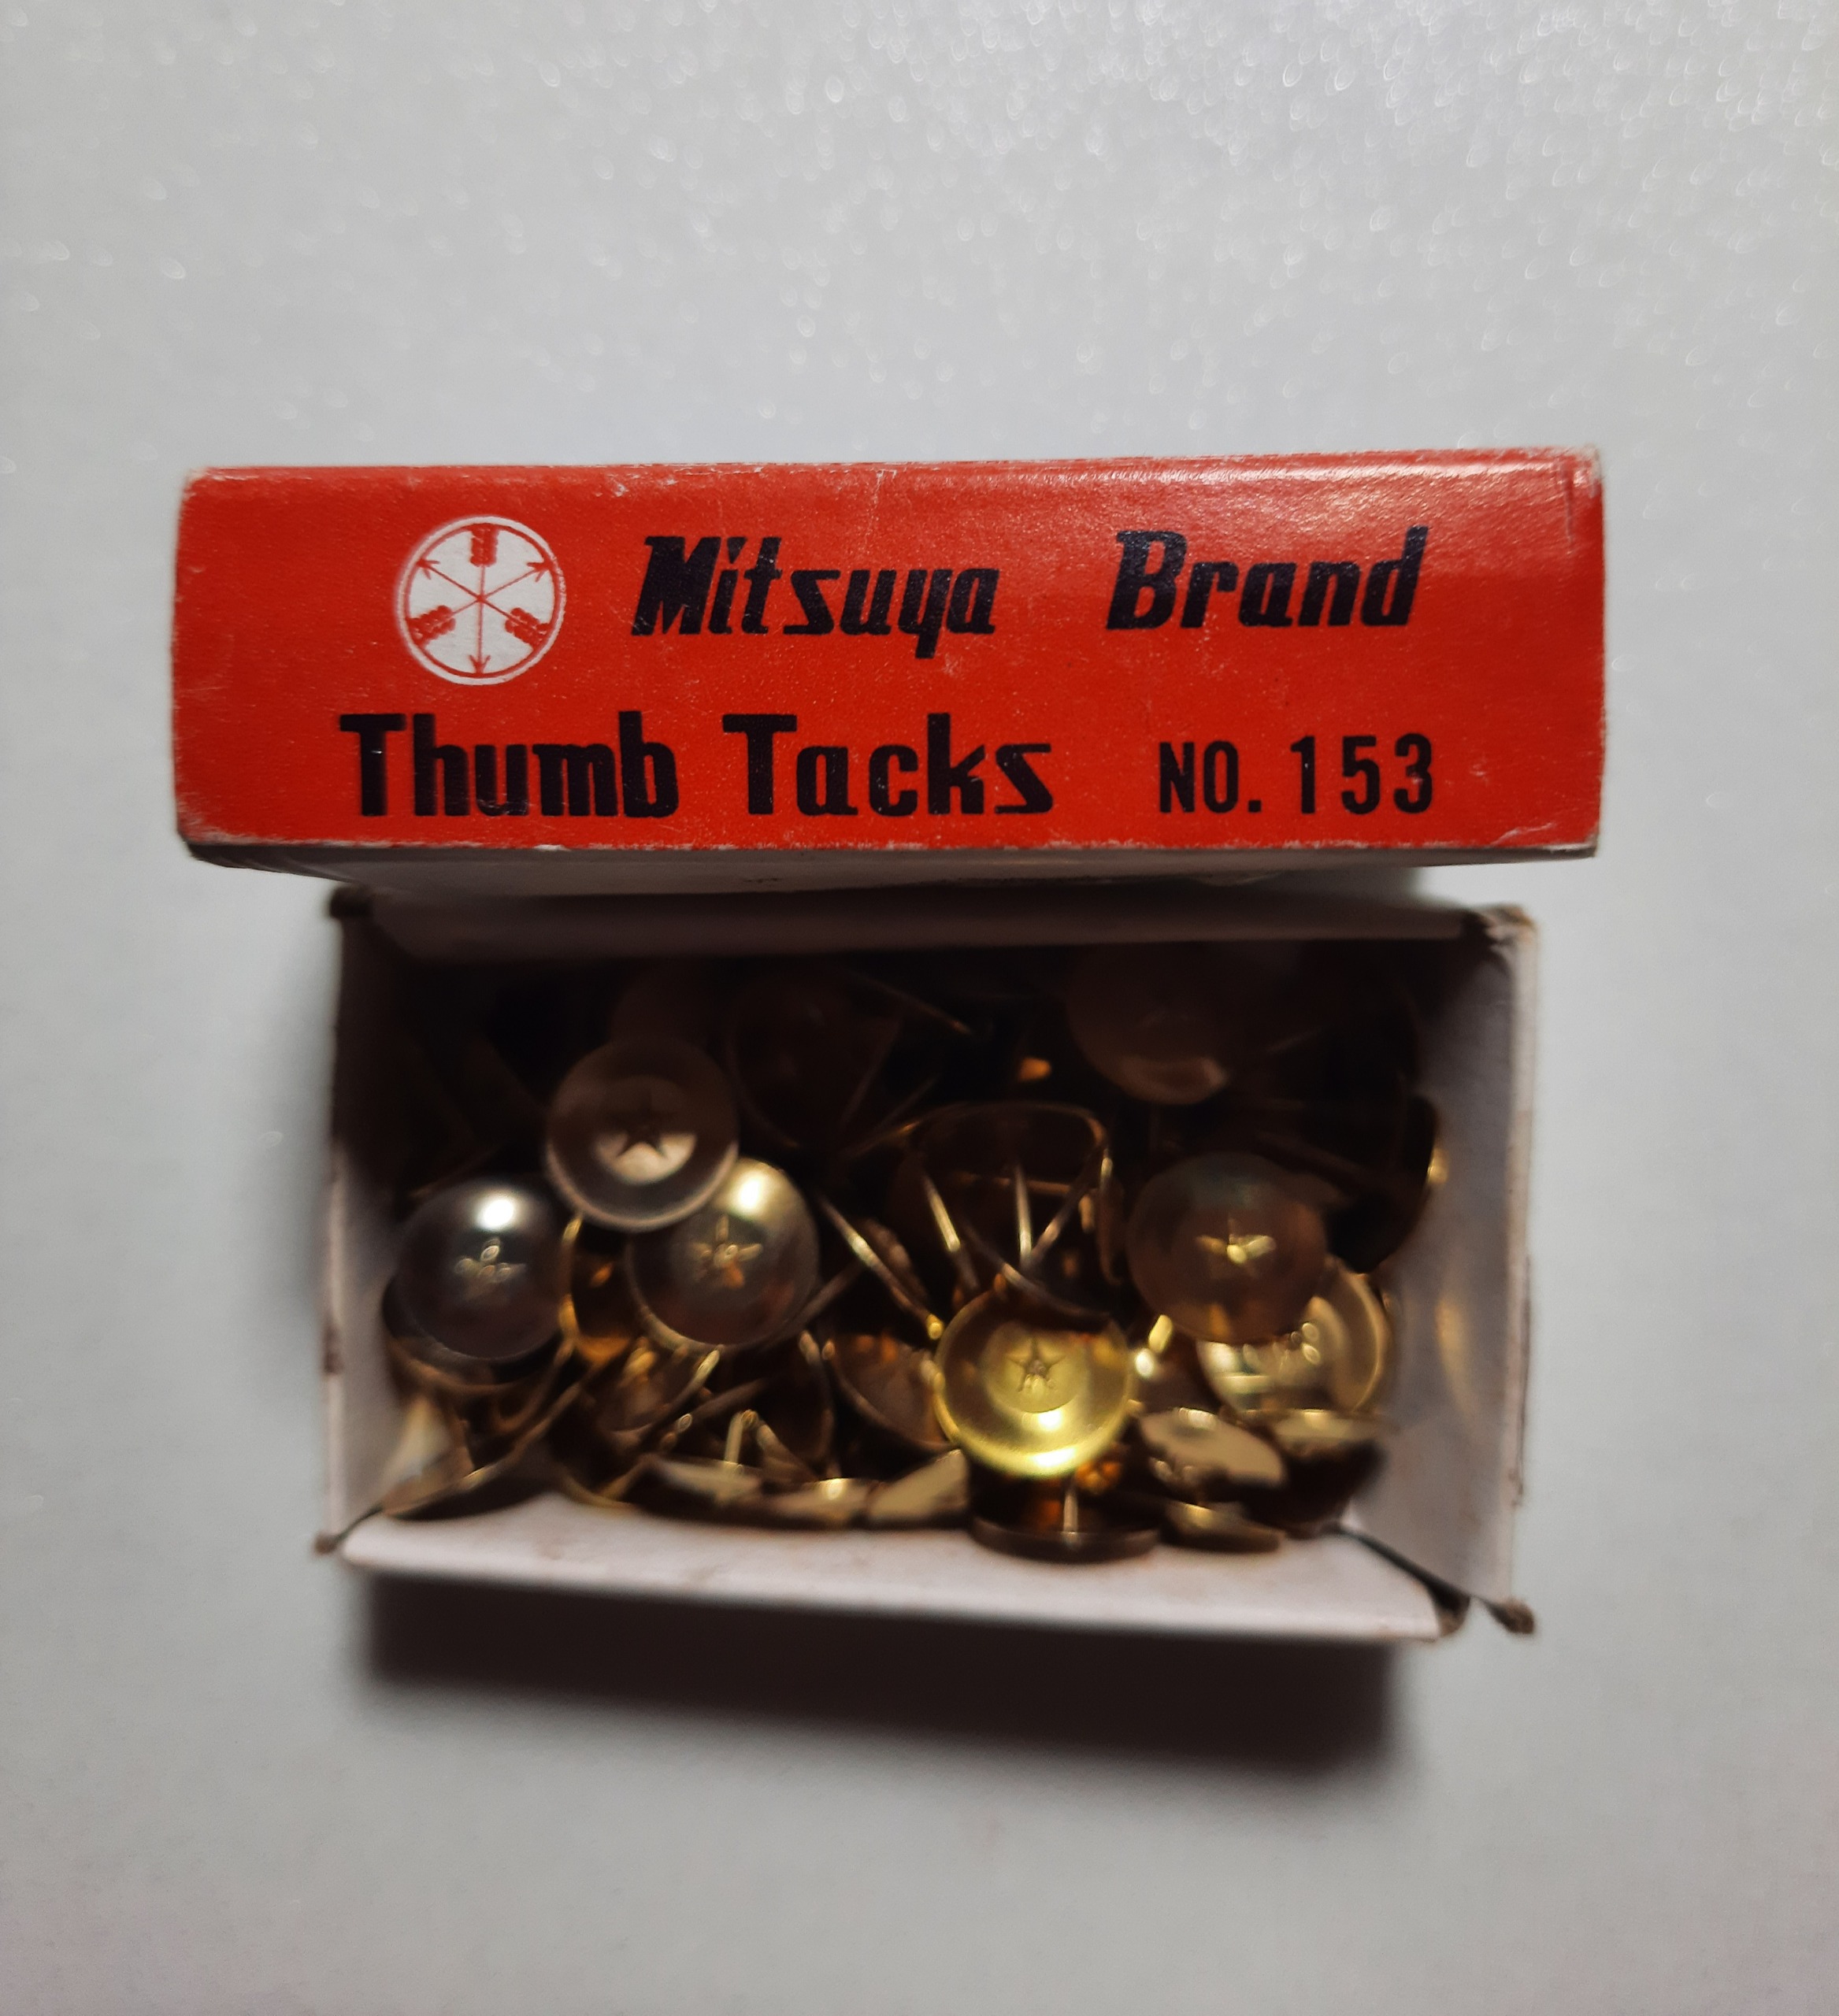 Mitsuya Brand
Thumb Tacks NO. 153